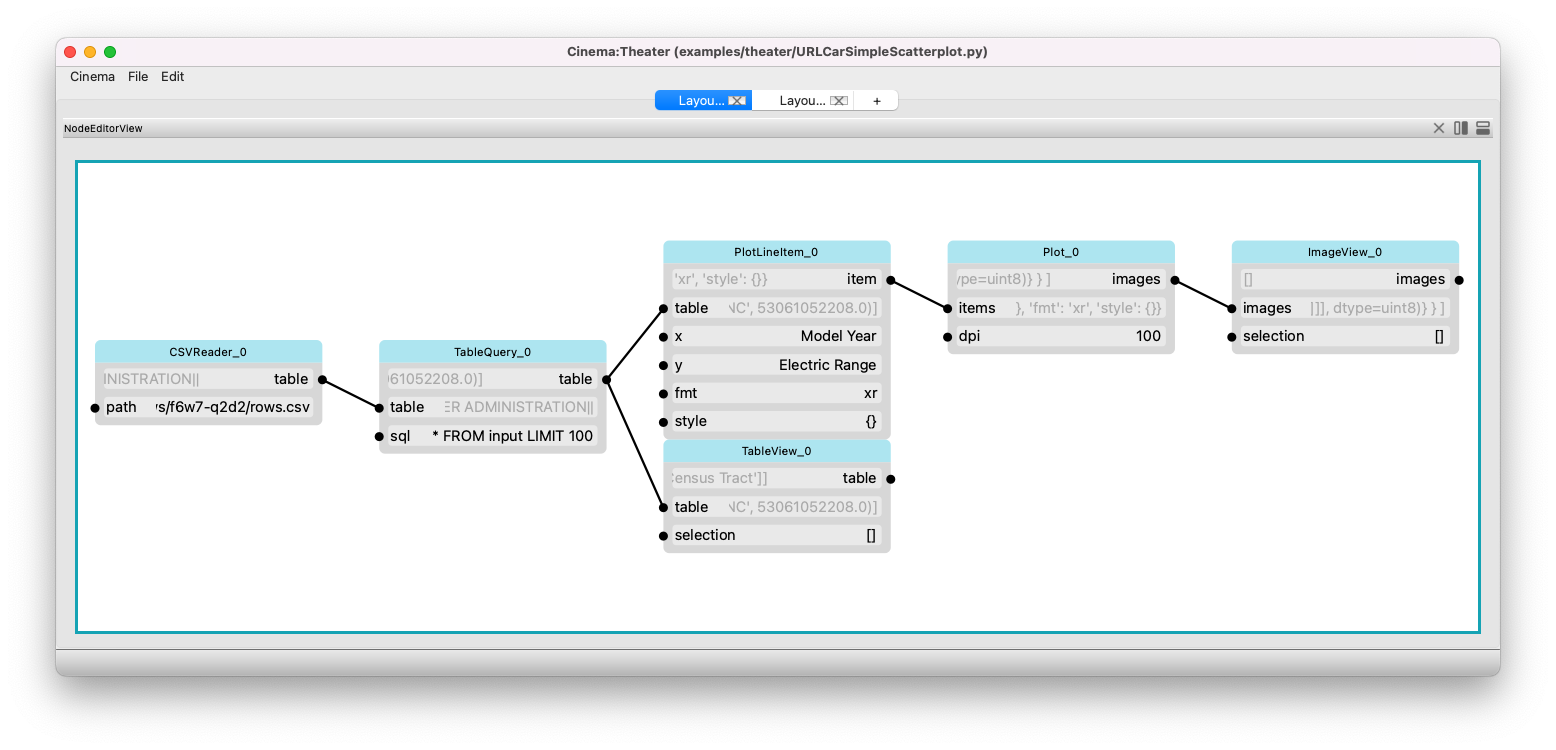 Cinema:Theater (examples/theater/URLCarSimpleScatterplot.py)
Cinema File Edit
Layou... Layou... +
NodeEditorView
CSVReader_0
INISTRATION|| table
path /s/f6w7-q2d2/rows.csv
TableQuery_0
061052208.0)] table
table ER ADMINISTRATION||
sql * FROM input LIMIT 100
PlotLineItem_0
'xr', 'style': {}} item
table NC', 53061052208.0)]
x Model Year
y Electric Range
fmt xr
style {}
TableView_0
Census Tract']] table
table NC', 53061052208.0)]
selection []
Plot_0
ype=uint8)} } ] images
items }, 'fmt': 'xr', 'style': {}}
dpi 100
ImageView_0
[] images
images ]]], dtype=uint8)} } ]
selection []